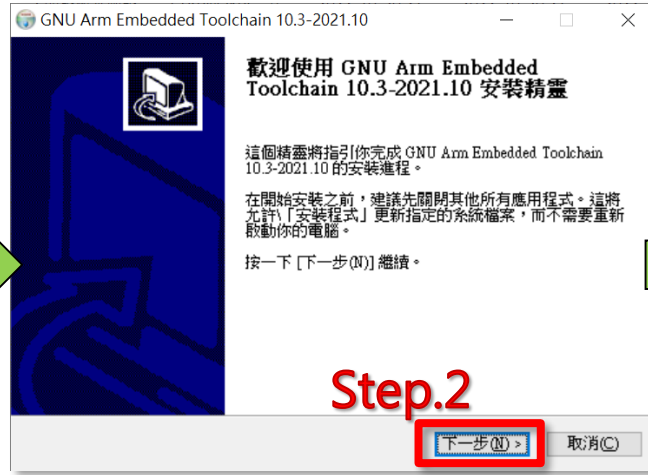 GNU Arm Embedded Toolchain 10.3-2021.10
歡迎使用 GNU Arm Embedded
Toolchain 10.3-2021.10 安裝精靈
這個精靈將指引你完成 GNU Arm Embedded Toolchain
10.3-2021.10 的安裝進程。
在開始安裝之前，建議先關閉其他所有應用程式。這將
允許\「安裝程式」更新指定的系統檔案，而不需要重新
啟動你的電腦。
按一下 [下一步(N)] 繼續。
Step.2
下一步(N) >
取消(C)